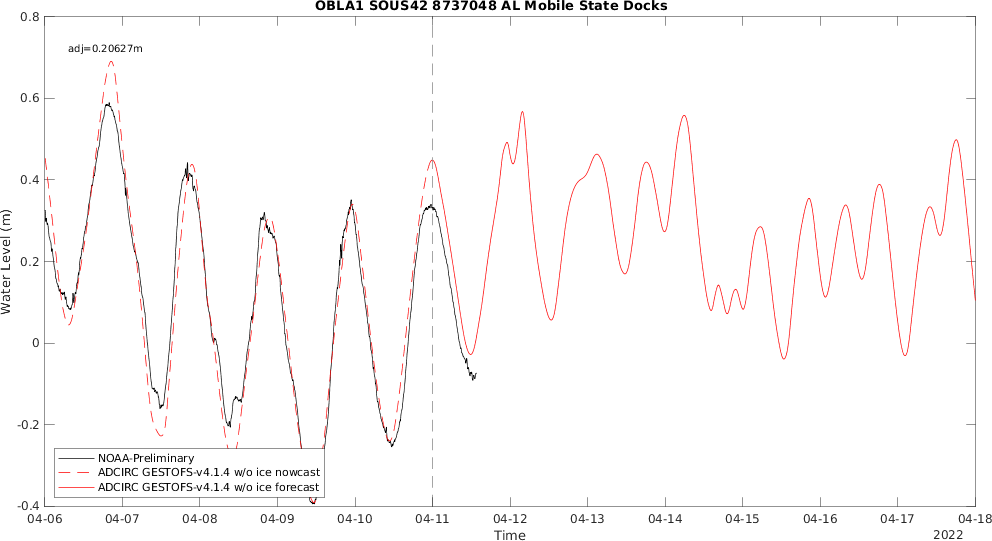 OBLA1 SOUS42 8737048 AL Mobile State Docks
adj=0.20627m
Water Level (m)
0.8
0.6
0.4
0.2
0
-0.2
-0.4
NOAA-Preliminary
ADCIRC GESTOFS-v4.1.4 w/o ice nowcast
ADCIRC GESTOFS-v4.1.4 w/o ice forecast
04-06 04-07 04-08 04-09 04-10 04-11 04-12 04-13 04-14 04-15 04-16 04-17 04-18
Time
2022